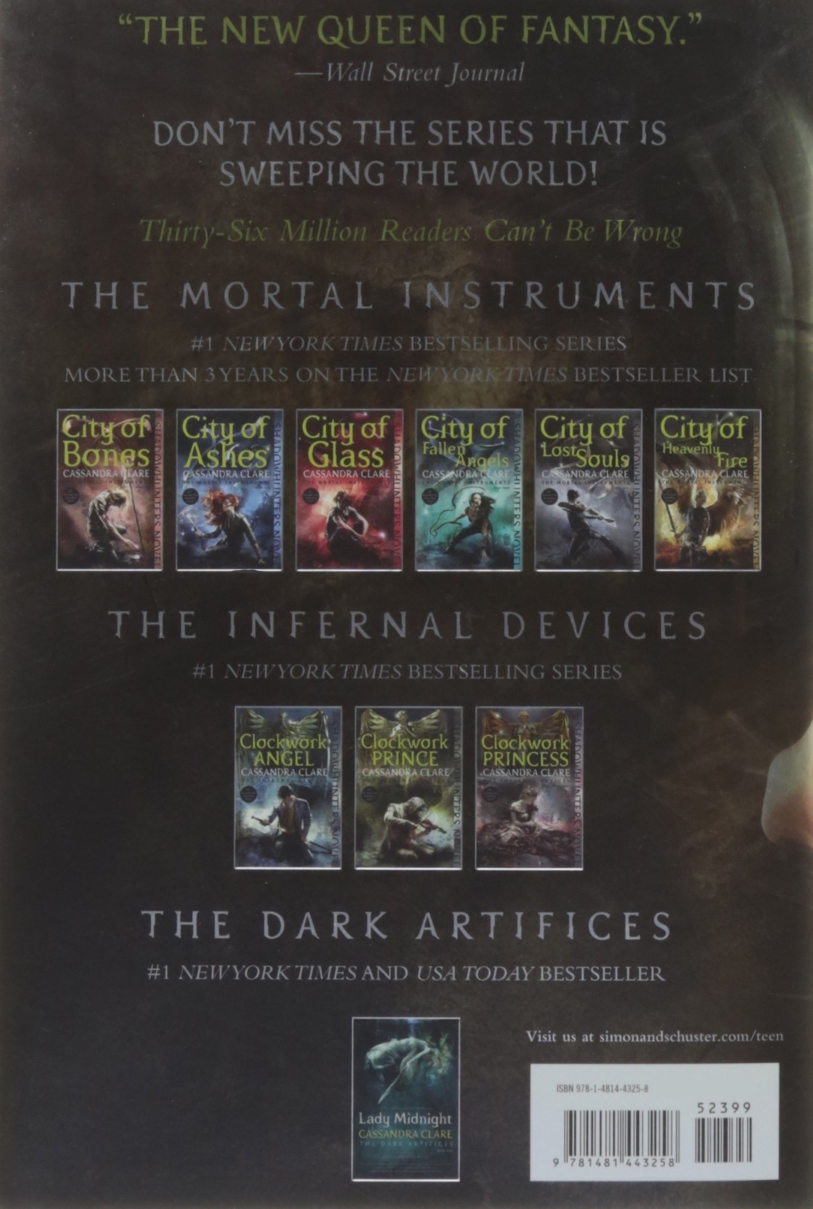 “THE NEW QUEEN OF FANTASY.”
—Wall Street Journal
DON’T MISS THE SERIES THAT IS
SWEEPING THE WORLD!
Thirty-Six Million Readers Can’t Be Wrong
THE MORTAL INSTRUMENTS
#1 NEW YORK TIMES BESTSELLING SERIES
MORE THAN 3 YEARS ON THE NEW YORK TIMES BESTSELLER LIST
City of
Bones
CASSANDRA CLARE
City of
Ashes
CASSANDRA CLARE
City of
Glass
CASSANDRA CLARE
City of
Fallen
Angels
CASSANDRA CLARE
City of
Lost
Souls
CASSANDRA CLARE
City of
Heavenly
Fire
CASSANDRA CLARE
THE INFERNAL DEVICES
#1 NEW YORK TIMES BESTSELLING SERIES
Clockwork
ANGEL
CASSANDRA CLARE
Clockwork
PRINCE
CASSANDRA CLARE
Clockwork
PRINCESS
CASSANDRA CLARE
THE DARK ARTIFICES
#1 NEW YORK TIMES AND USA TODAY BESTSELLER
Lady Midnight
CASSANDRA CLARE
THE DARK ARTIFICES
Visit us at simonandschuster.com/teen
ISBN 978-1-4814-4325-8
52399
9 781481 443258